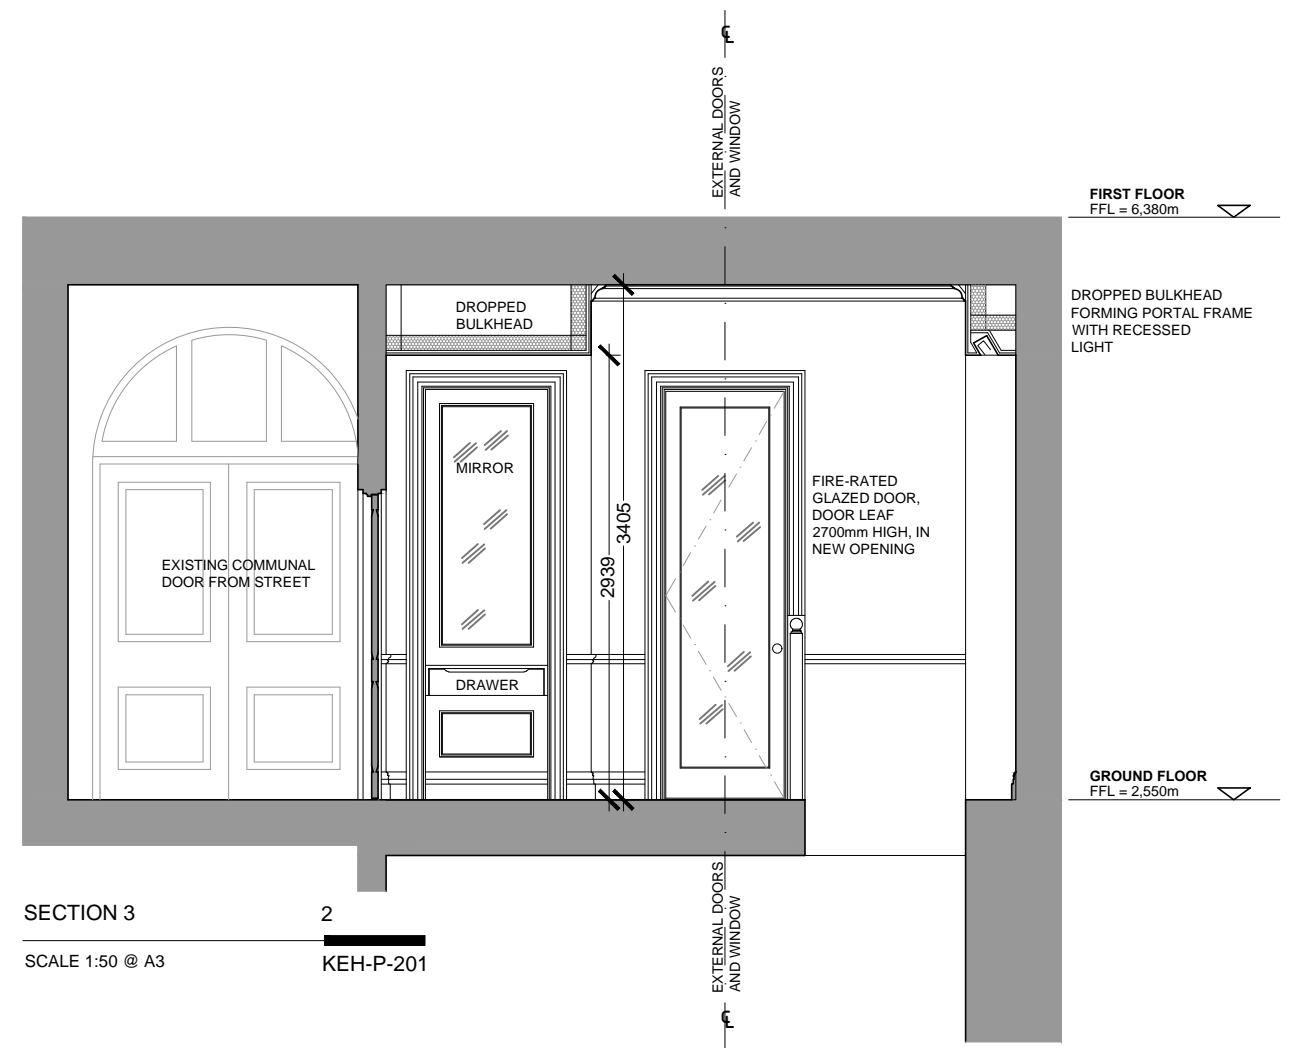 ℄
EXTERNAL DOORS
AND WINDOW
FIRST FLOOR
FFL = 6,380m
DROPPED
BULKHEAD
DROPPED BULKHEAD
FORMING PORTAL FRAME
WITH RECESSED
LIGHT
MIRROR
FIRE-RATED
GLAZED DOOR,
DOOR LEAF
2700mm HIGH, IN
NEW OPENING
3405
2939
EXISTING COMMUNAL
DOOR FROM STREET
DRAWER
GROUND FLOOR
FFL = 2,550m
EXTERNAL DOORS
AND WINDOW
℄
SECTION 3
2
SCALE 1:50 @ A3
KEH-P-201